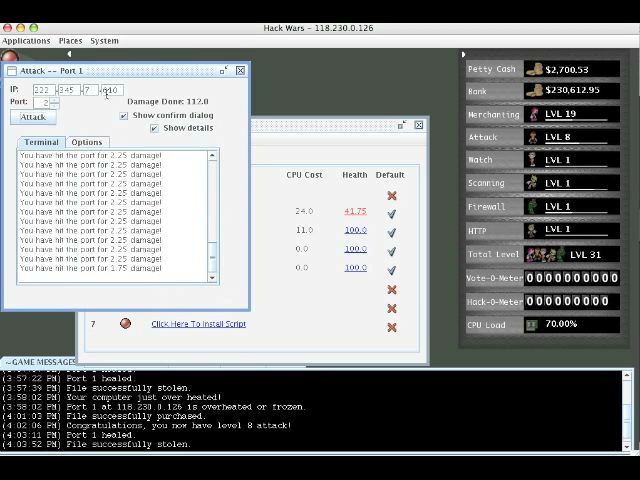 Hack Wars - 118.230.0.126
Applications Places System
Attack -- Port 1
IP: 222 345 7
Port: 2
Damage Done: 112.0
Show confirm dialog
Attack
Show details
Terminal Options
You have hit the port for 2.25 damage!
You have hit the port for 2.25 damage!
You have hit the port for 2.25 damage!
You have hit the port for 2.25 damage!
You have hit the port for 2.25 damage!
You have hit the port for 2.25 damage!
You have hit the port for 2.25 damage!
You have hit the port for 2.25 damage!
You have hit the port for 2.25 damage!
You have hit the port for 2.25 damage!
You have hit the port for 2.25 damage!
You have hit the port for 2.25 damage!
You have hit the port for 1.75 damage!
CPU Cost Health Default
24.0 41.75
11.0 100.0
0.0 100.0
0.0 100.0
7 Click Here To Install Script
Petty Cash $2,700.53
Bank $230,612.95
Merchanting LVL 19
Attack LVL 8
Watch LVL 1
Scanning LVL 1
Firewall LVL 1
HTTP LVL 1
Total Level LVL 31
Vote-O-Meter 0000000000
Hack-O-Meter 00000000
CPU Load 70.00%
~GAME MESSAGES
(3:57:22 PM) Port 1 healed.
(3:57:39 PM) File successfully stolen.
(3:58:02 PM) Your computer just over heated!
(3:58:02 PM) Port 1 at 118.230.0.126 is overheated or frozen.
(4:01:03 PM) File successfully purchased.
(4:02:06 PM) Congratulations, you now have level 8 attack!
(4:03:11 PM) Port 1 healed.
(4:03:52 PM) File successfully stolen.